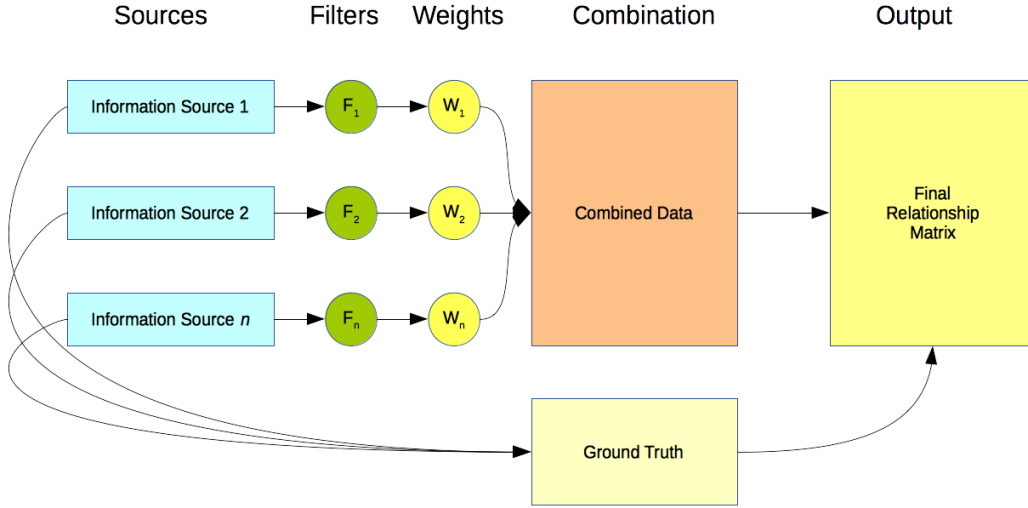 Sources
Filters
Weights
Combination
Output
Information Source 1
F1
W1
Information Source 2
F2
W2
Combined Data
Final
Relationship
Matrix
Information Source n
Fn
Wn
Ground Truth